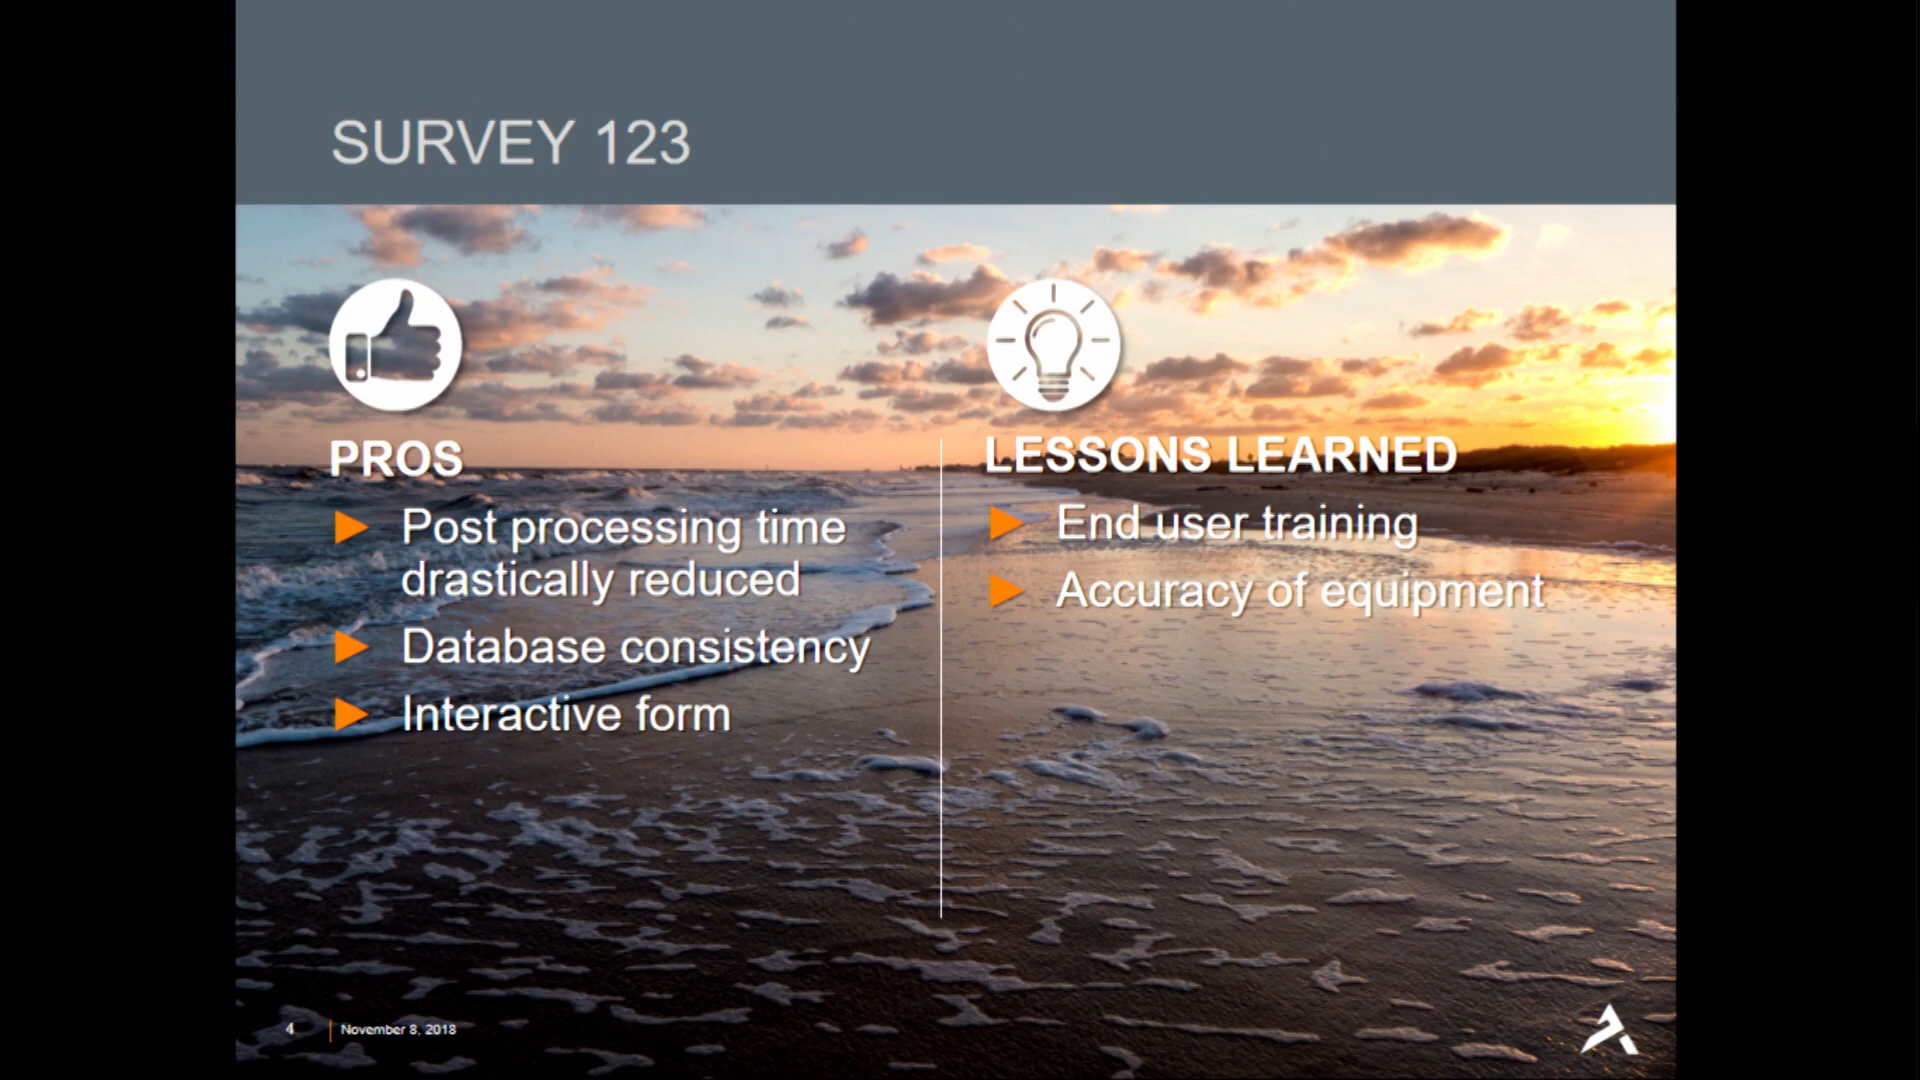 SURVEY 123
PROS
Post processing time
drastically reduced
Database consistency
Interactive form
LESSONS LEARNED
End user training
Accuracy of equipment
4
November 8, 2018